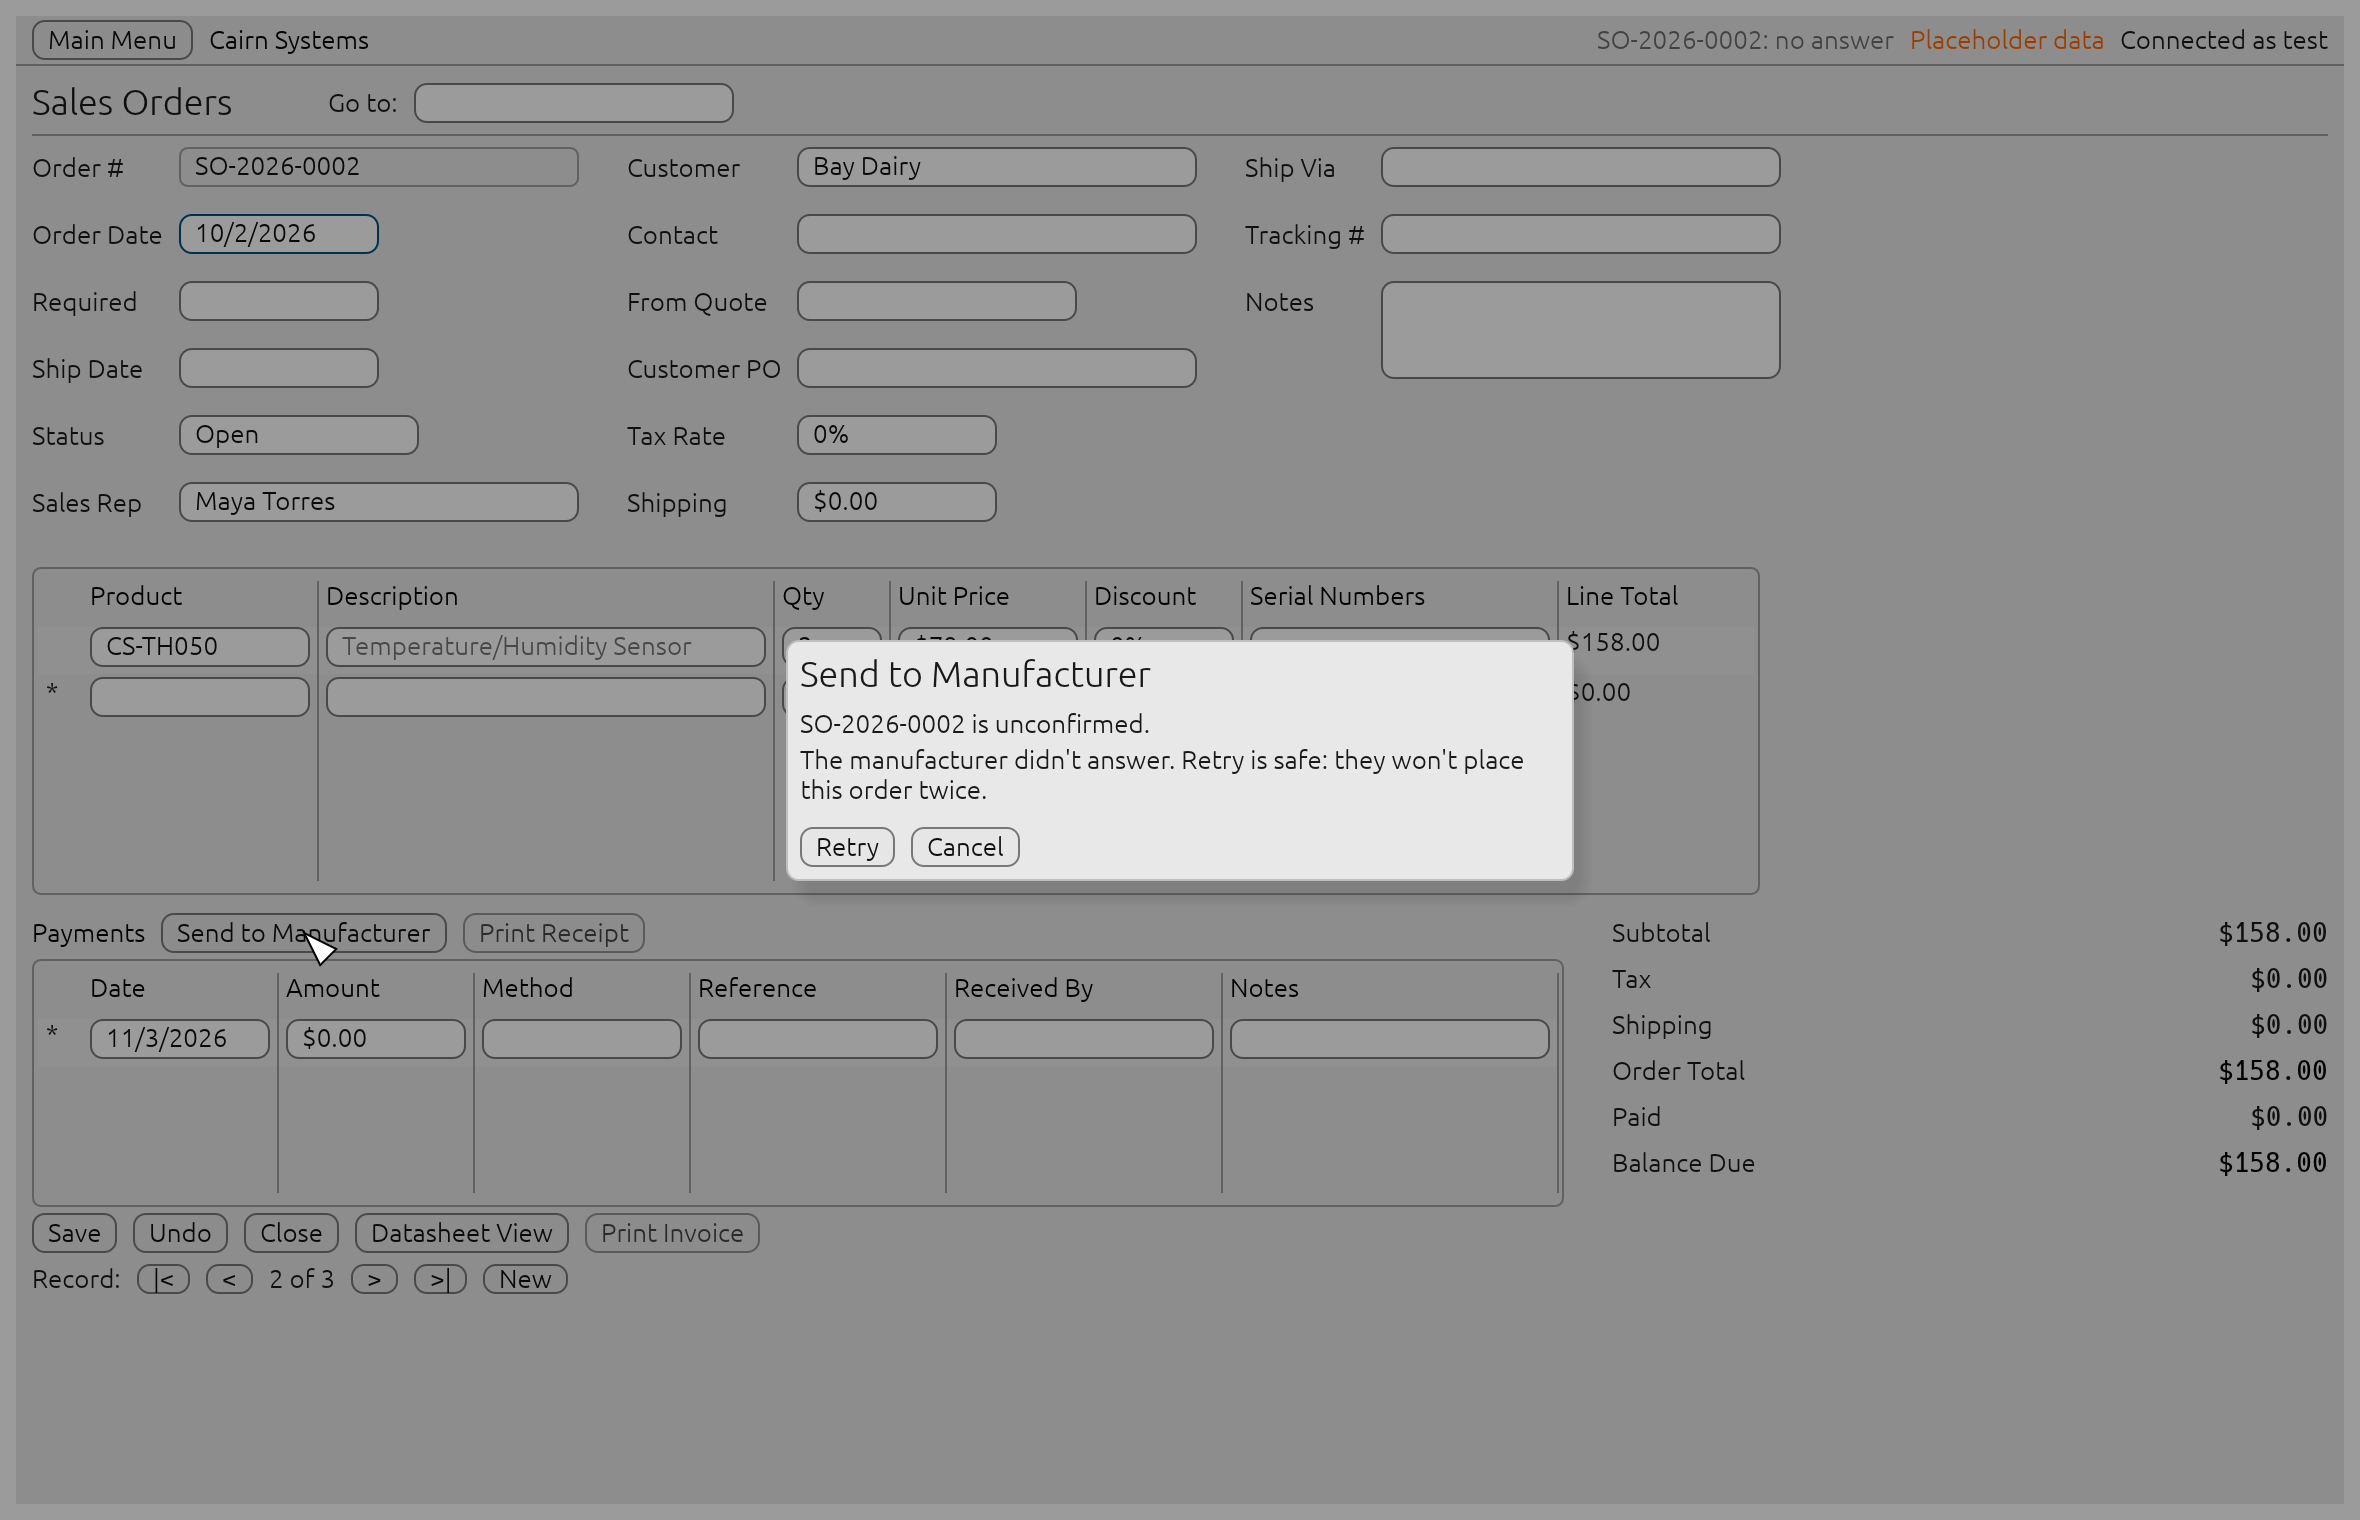 Main Menu Cairn Systems SO-2026-0002: no answer Placeholder data Connected as test
Sales Orders Go to:
Order # SO-2026-0002 Customer Bay Dairy Ship Via
Order Date 10/2/2026 Contact Tracking #
Required From Quote Notes
Ship Date Customer PO
Status Open Tax Rate 0%
Sales Rep Maya Torres Shipping $0.00
Product Description Qty Unit Price Discount Serial Numbers Line Total
CS-TH050 Temperature/Humidity Sensor $158.00
* $0.00
Send to Manufacturer
SO-2026-0002 is unconfirmed.
The manufacturer didn't answer. Retry is safe: they won't place
this order twice.
Retry Cancel
Payments Send to Manufacturer Print Receipt
Date Amount Method Reference Received By Notes
* 11/3/2026 $0.00
Subtotal $158.00
Tax $0.00
Shipping $0.00
Order Total $158.00
Paid $0.00
Balance Due $158.00
Save Undo Close Datasheet View Print Invoice
Record: |< < 2 of 3 > >| New